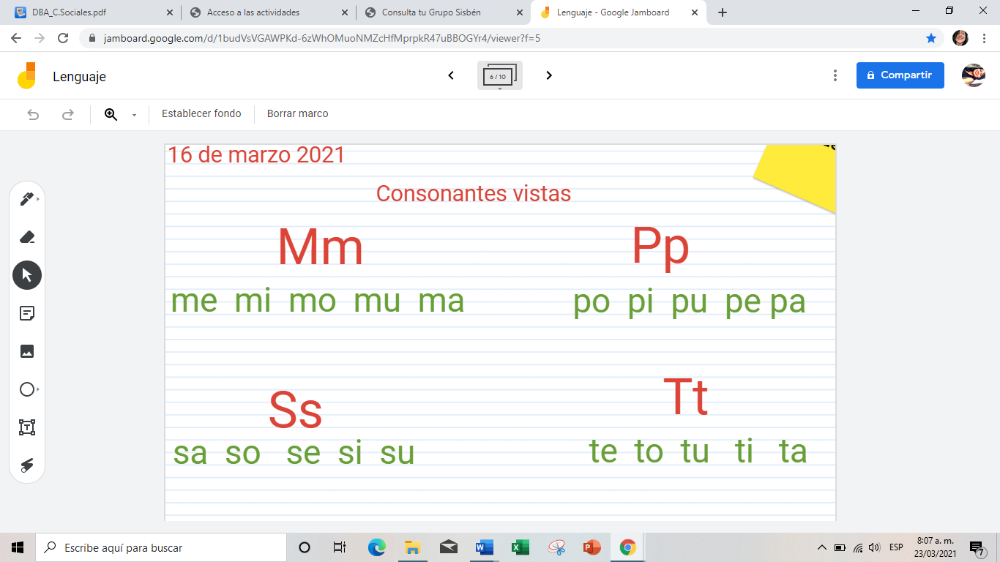 DBA_C.Sociales.pdf
Acceso a las actividades
Consulta tu Grupo Sisbén
Lenguaje - Google Jamboard
jamboard.google.com/d/1budVsVGAWPKd-6zWhOMuoNMZcHfMprpkR47uBBOGYr4/viewer?f=5
Lenguaje
6 / 10
Compartir
Establecer fondo
Borrar marco
16 de marzo 2021
Consonantes vistas
Mm
Pp
me mi mo mu ma
po pi pu pe pa
Ss
Tt
sa so se si su
te to tu ti ta
Escribe aquí para buscar
ESP
8:07 a. m.
23/03/2021
7